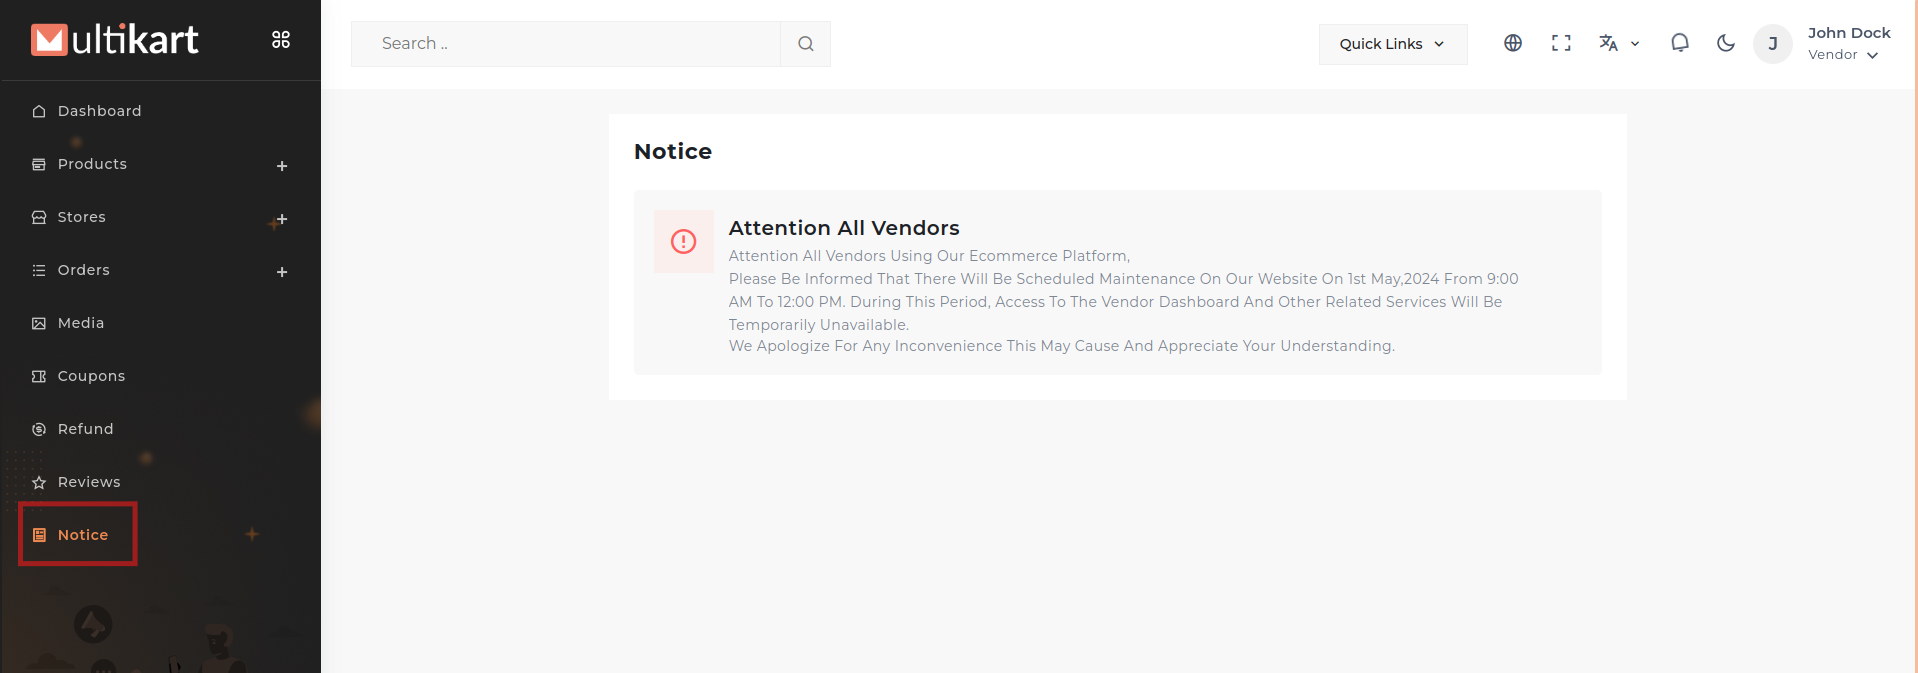 Multikart
Search ..
Quick Links
J
John Dock
Vendor
Dashboard
Products
Stores
Orders
Media
Coupons
Refund
Reviews
Notice
Notice
Attention All Vendors
Attention All Vendors Using Our Ecommerce Platform,
Please Be Informed That There Will Be Scheduled Maintenance On Our Website On 1st May,2024 From 9:00
AM To 12:00 PM. During This Period, Access To The Vendor Dashboard And Other Related Services Will Be
Temporarily Unavailable.
We Apologize For Any Inconvenience This May Cause And Appreciate Your Understanding.